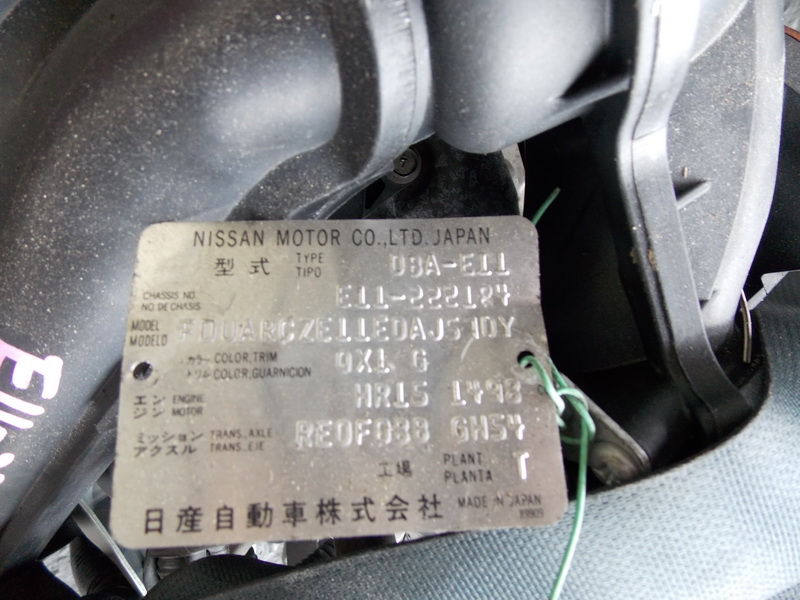 NISSAN MOTOR CO.,LTD. JAPAN
型式 TYPE TIPO DBA-E11
CHASSIS NO. NO. DE CHASIS E11-222184
MODEL MODELO
カラー トリム COLOR, TRIM COLOR, GUARNICION QX1 G
エンジン ENGINE MOTOR HR15 1498
ミッション アクスル TRANS., AXLE TRANS., EJE RE0F08B GH54
工場 PLANT PLANTA T
日産自動車株式会社 MADE IN JAPAN